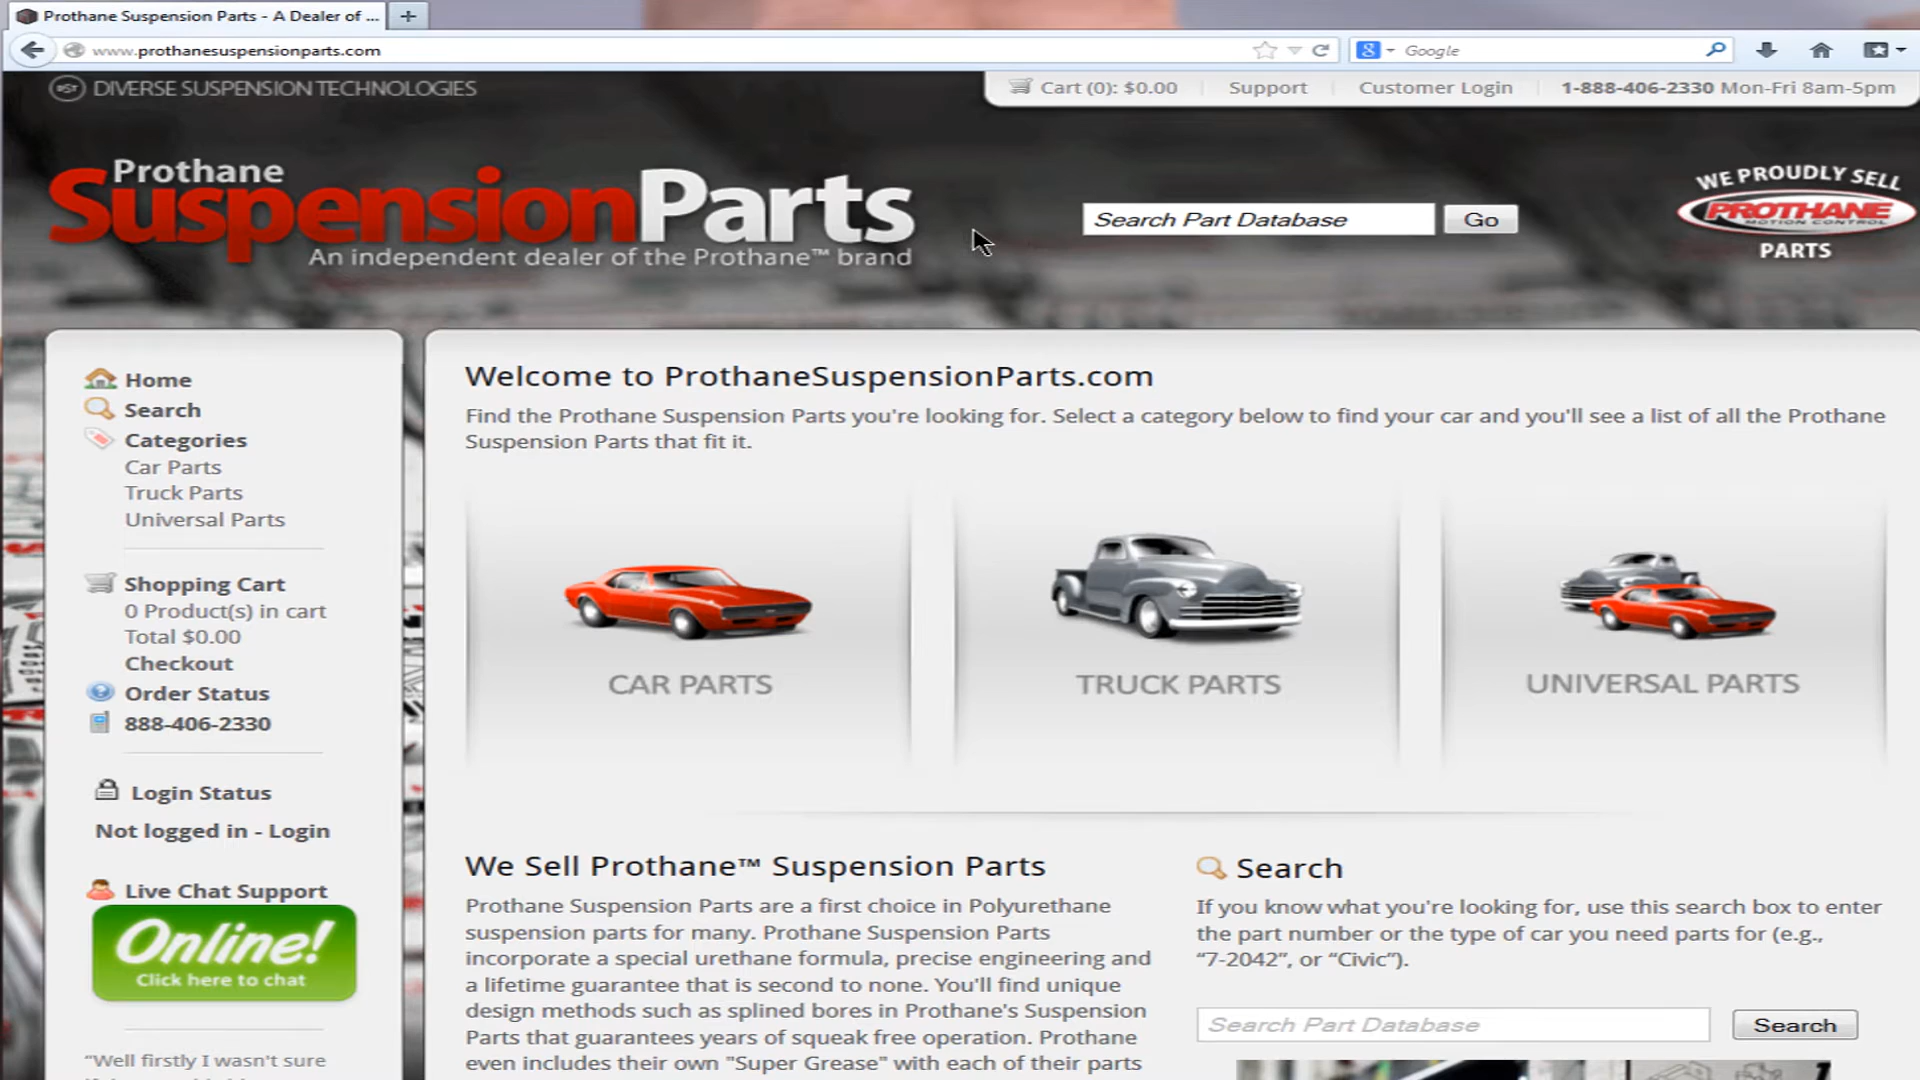 Prothane Suspension Parts - A Dealer of ...
www.prothanesuspensionparts.com
Google
DST DIVERSE SUSPENSION TECHNOLOGIES
Cart (0): $0.00
Support
Customer Login
1-888-406-2330 Mon-Fri 8am-5pm
Prothane
SuspensionParts
An independent dealer of the Prothane™ brand
Search Part Database
Go
WE PROUDLY SELL
PROTHANE
MOTION CONTROL
PARTS
Home
Search
Categories
Car Parts
Truck Parts
Universal Parts
Shopping Cart
0 Product(s) in cart
Total $0.00
Checkout
Order Status
888-406-2330
Login Status
Not logged in - Login
Live Chat Support
Online!
Click here to chat
“Well firstly I wasn't sure
Welcome to ProthaneSuspensionParts.com
Find the Prothane Suspension Parts you're looking for. Select a category below to find your car and you'll see a list of all the Prothane
Suspension Parts that fit it.
CAR PARTS
TRUCK PARTS
UNIVERSAL PARTS
We Sell Prothane™ Suspension Parts
Prothane Suspension Parts are a first choice in Polyurethane
suspension parts for many. Prothane Suspension Parts
incorporate a special urethane formula, precise engineering and
a lifetime guarantee that is second to none. You'll find unique
design methods such as splined bores in Prothane's Suspension
Parts that guarantees years of squeak free operation. Prothane
even includes their own "Super Grease" with each of their parts
Search
If you know what you're looking for, use this search box to enter
the part number or the type of car you need parts for (e.g.,
“7-2042”, or “Civic”).
Search Part Database
Search